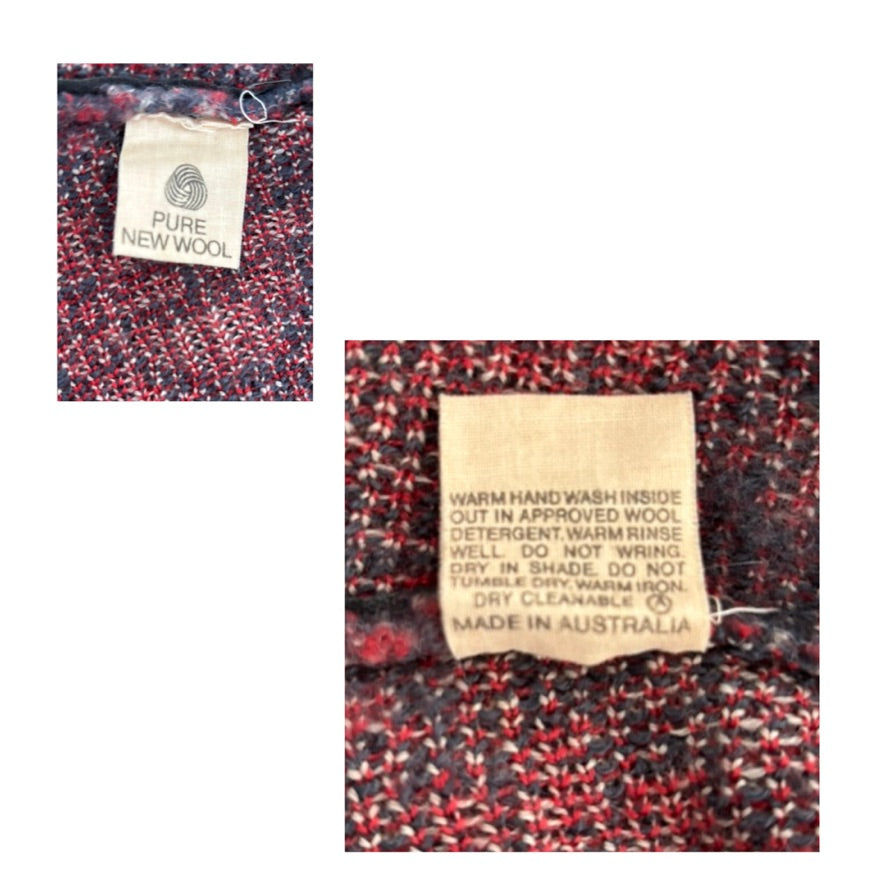 PURE
NEW WOOL
WARM HAND WASH INSIDE
OUT IN APPROVED WOOL
DETERGENT. WARM RINSE
WELL. DO NOT WRING.
DRY IN SHADE. DO NOT
TUMBLE DRY. WARM IRON.
DRY CLEANABLE Ⓐ
MADE IN AUSTRALIA